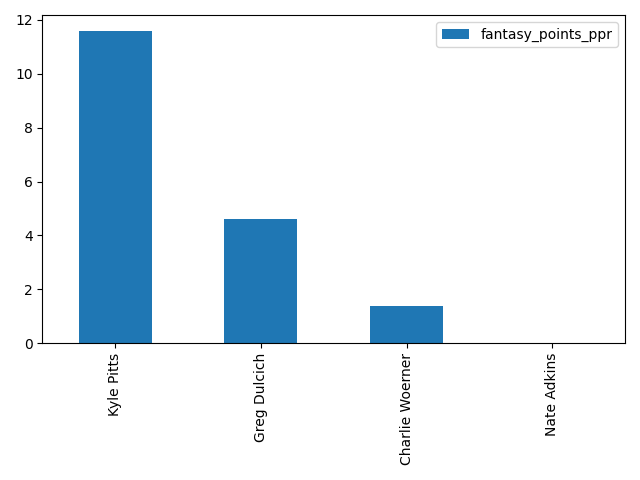 fantasy_points_ppr
12
10
8
6
4
2
0
Kyle Pitts
Greg Dulcich
Charlie Woerner
Nate Adkins